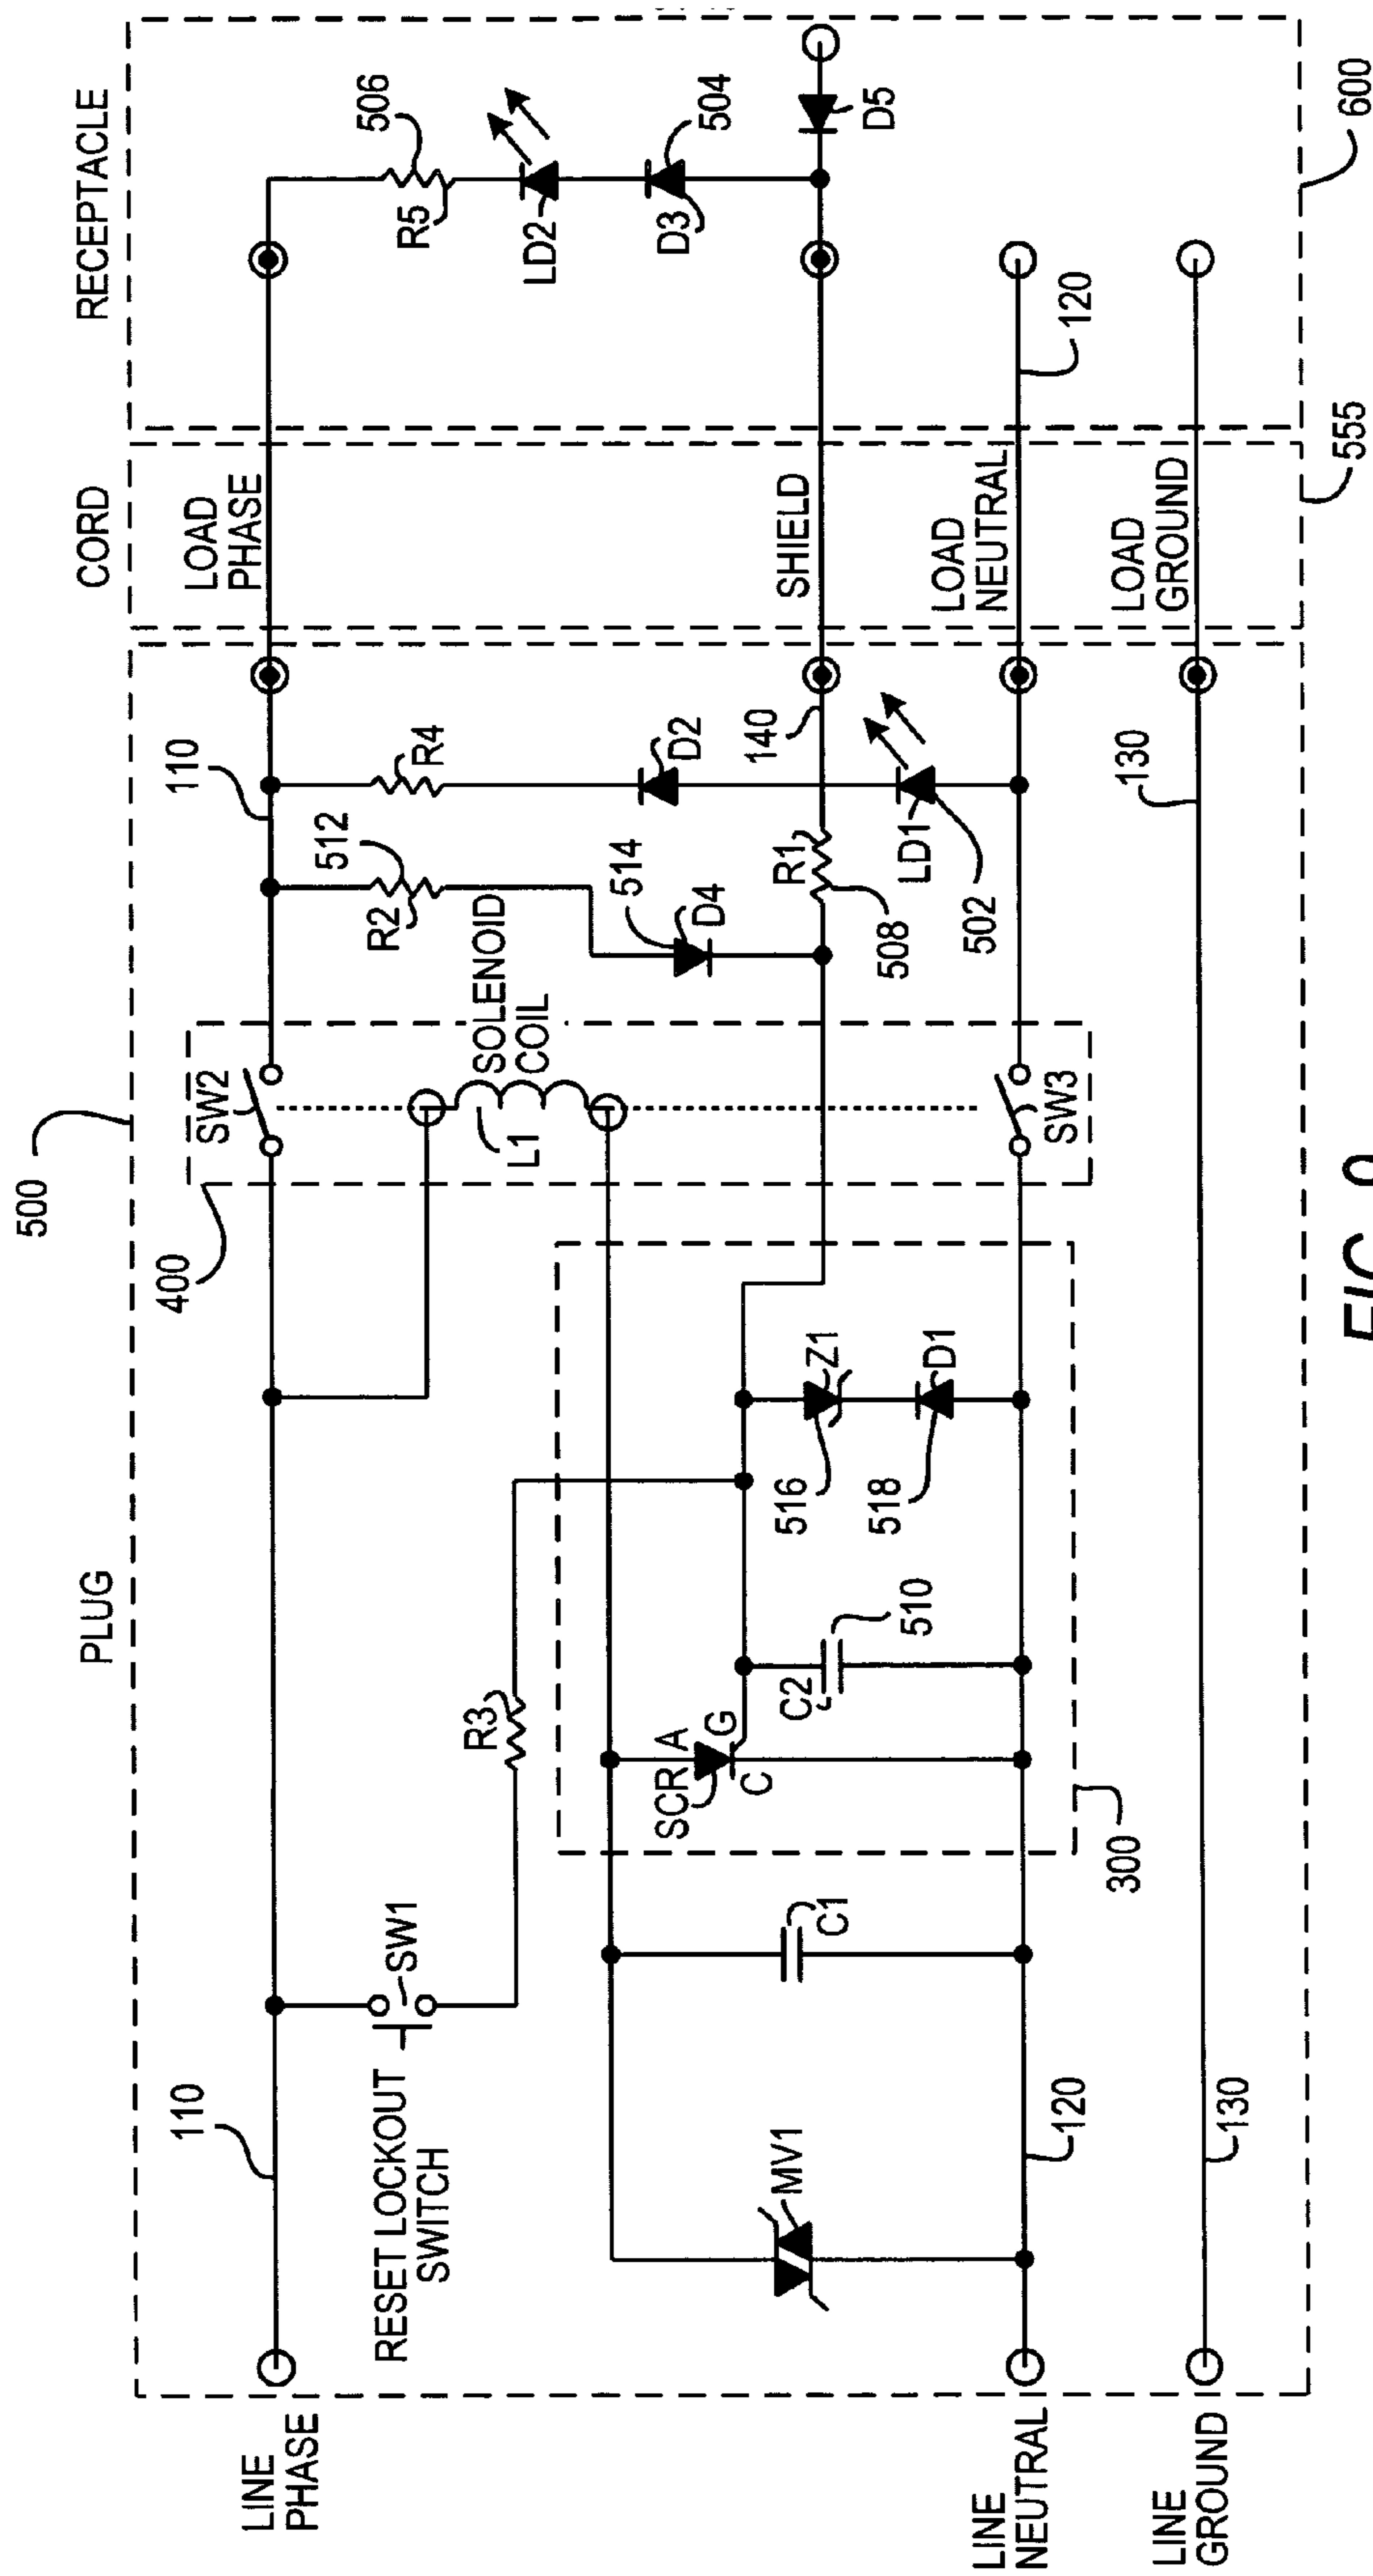 500
PLUG
CORD
RECEPTACLE
LINE
PHASE
110
RESET LOCKOUT
SWITCH
SW1
R3
400
SW2
L1
SOLENOID
COIL
R2
512
110
R4
LOAD
PHASE
506
R5
LD2
504
D3
D5
514
D4
D2
R1
508
140
SHIELD
MV1
C1
SCR
A
G
C
C2
510
516
Z1
518
D1
300
SW3
LD1
502
LOAD
NEUTRAL
120
LINE
NEUTRAL
120
LINE
GROUND
130
130
LOAD
GROUND
555
600